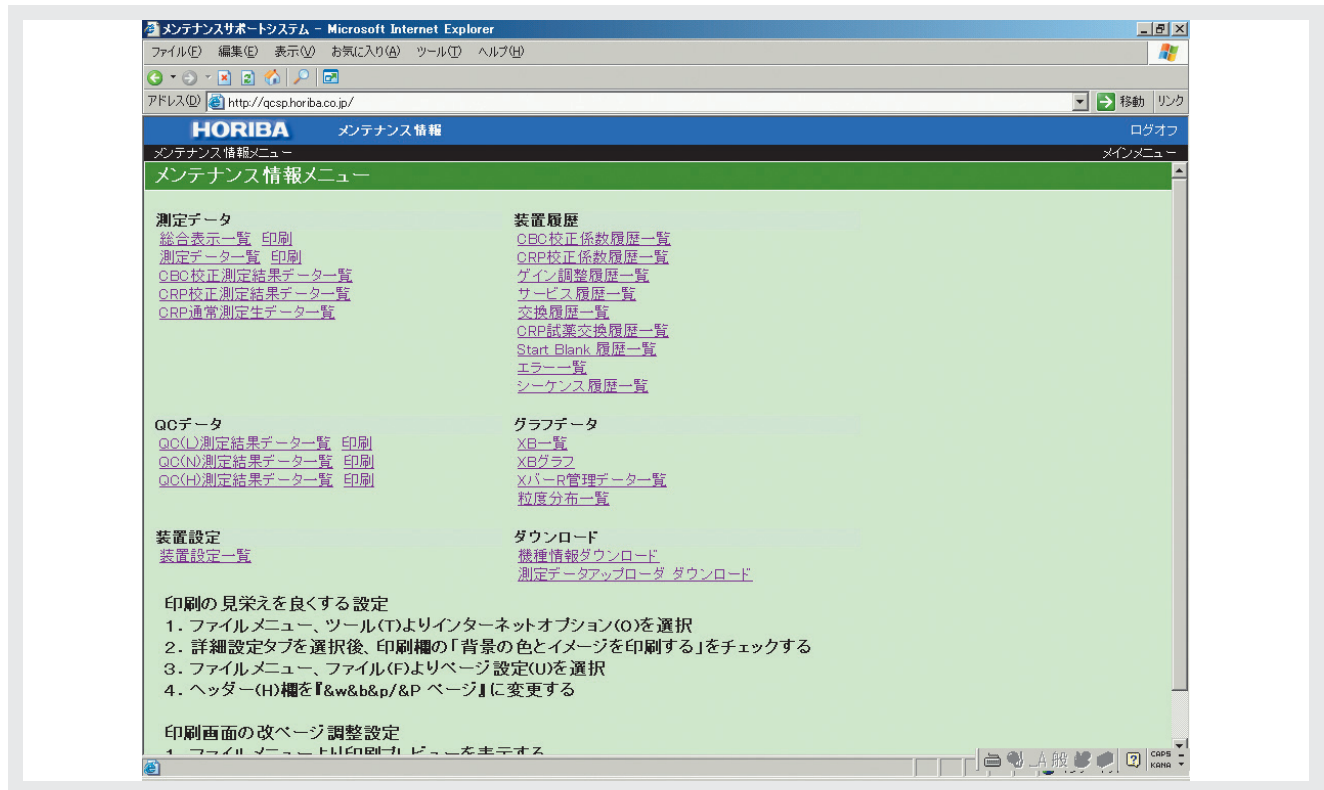 メンテナンスサポートシステム - Microsoft Internet Explorer
ファイル(F) 編集(E) 表示(V) お気に入り(A) ツール(T) ヘルプ(H)
アドレス(D) http://qcsp.horiba.co.jp/ 移動 リンク
HORIBA メンテナンス情報 ログオフ
メンテナンス情報メニュー メインメニュー
メンテナンス情報メニュー
測定データ
総合表示一覧 印刷
測定データ一覧 印刷
CBC校正測定結果データ一覧
CRP校正測定結果データ一覧
CRP通常測定生データ一覧
装置履歴
CBC校正係数履歴一覧
CRP校正係数履歴一覧
ゲイン調整履歴一覧
サービス履歴一覧
交換履歴一覧
CRP試薬交換履歴一覧
Start Blank 履歴一覧
エラー一覧
シーケンス履歴一覧
QCデータ
QC(L)測定結果データ一覧 印刷
QC(N)測定結果データ一覧 印刷
QC(H)測定結果データ一覧 印刷
グラフデータ
XB一覧
XBグラフ
XバーR管理データ一覧
粒度分布一覧
装置設定
装置設定一覧
ダウンロード
機種情報ダウンロード
測定データアップローダ ダウンロード
印刷の見栄えを良くする設定
1. ファイルメニュー、ツール(T)よりインターネットオプション(O)を選択
2. 詳細設定タブを選択後、印刷欄の「背景の色とイメージを印刷する」をチェックする
3. ファイルメニュー、ファイル(F)よりページ設定(U)を選択
4. ヘッダー(H)欄を『&w&b&p/&P ページ』に変更する
印刷画面の改ページ調整設定
1. ファイルメニューより印刷プレビューを表示する
A 般 CAPS
KANA